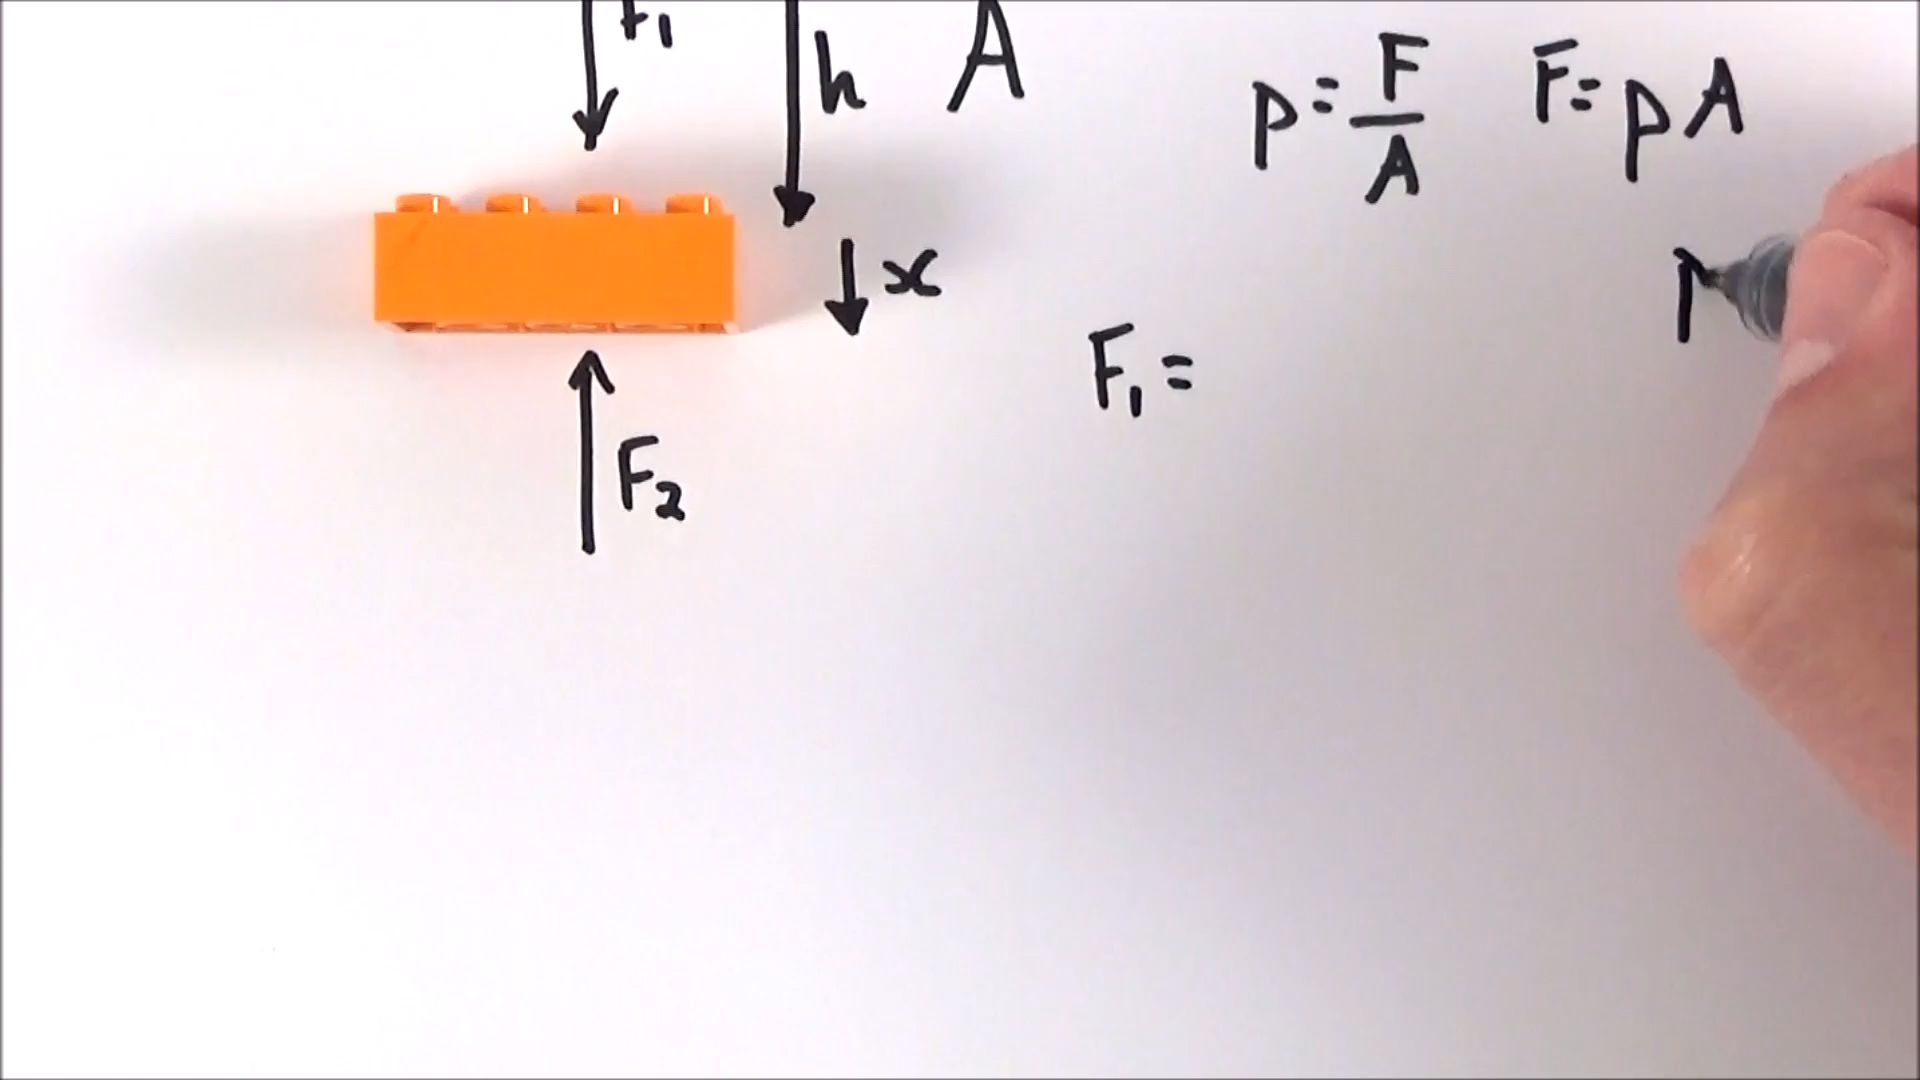 F₁ h A
p = F/A F = pA
x
F₁ =
F₂